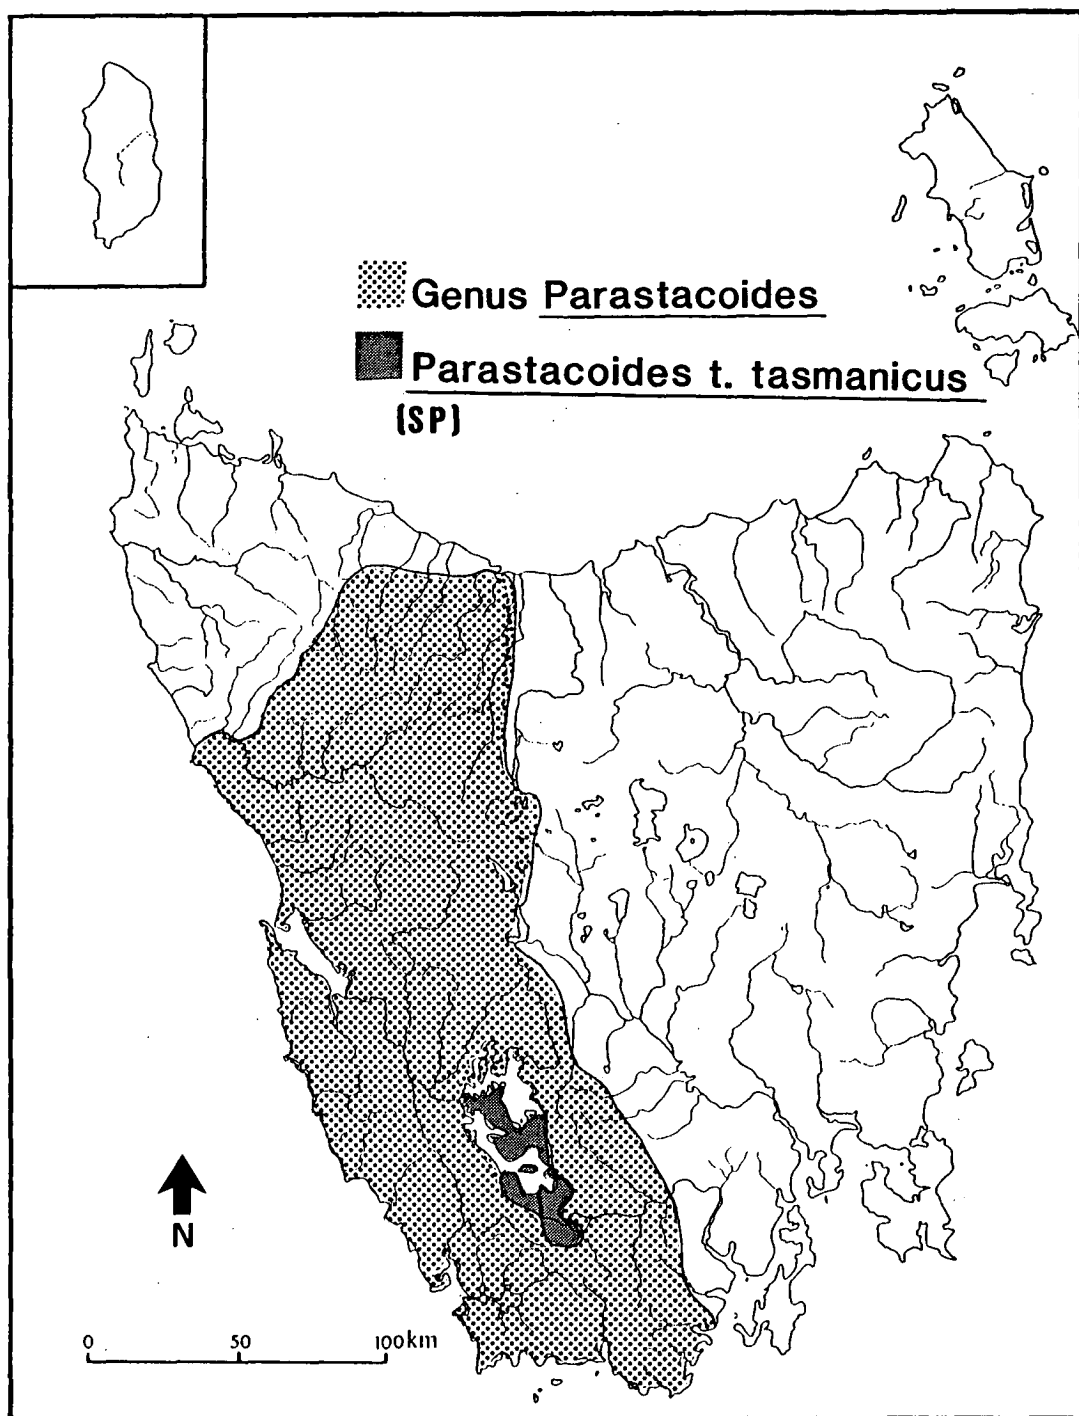 Genus Parastacoides
Parastacoides t. tasmanicus
(SP)
N
0 50 100km